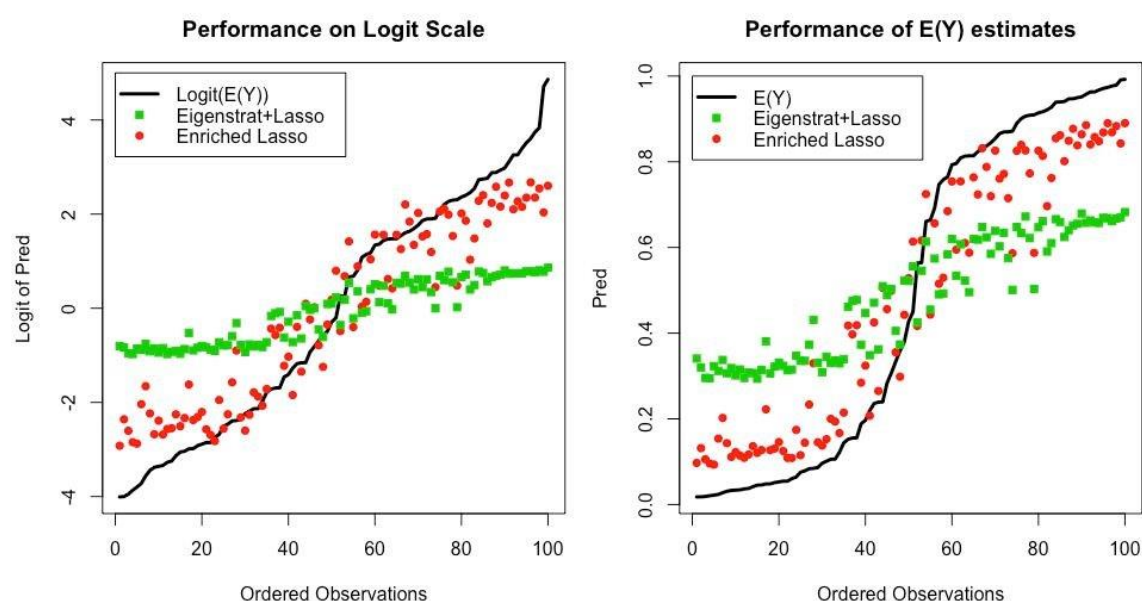 Performance on Logit Scale
Logit(E(Y))
Eigenstrat+Lasso
Enriched Lasso
Logit of Pred
4
2
0
-2
-4
0 20 40 60 80 100
Ordered Observations
Performance of E(Y) estimates
E(Y)
Eigenstrat+Lasso
Enriched Lasso
Pred
1.0
0.8
0.6
0.4
0.2
0.0
0 20 40 60 80 100
Ordered Observations